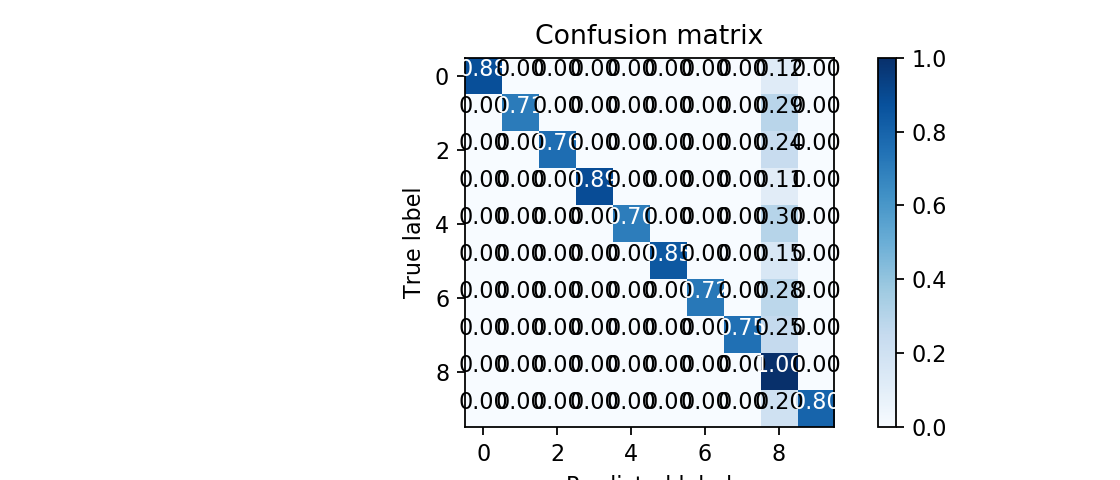 Confusion matrix
0 0.88 0.00 0.00 0.00 0.00 0.00 0.00 0.00 0.12 0.00
0.00 0.71 0.00 0.00 0.00 0.00 0.00 0.00 0.29 0.00
2 0.00 0.00 0.76 0.00 0.00 0.00 0.00 0.00 0.24 0.00
0.00 0.00 0.00 0.89 0.00 0.00 0.00 0.00 0.11 0.00
4 0.00 0.00 0.00 0.00 0.70 0.00 0.00 0.00 0.30 0.00
0.00 0.00 0.00 0.00 0.00 0.85 0.00 0.00 0.15 0.00
6 0.00 0.00 0.00 0.00 0.00 0.00 0.72 0.00 0.28 0.00
0.00 0.00 0.00 0.00 0.00 0.00 0.00 0.75 0.25 0.00
8 0.00 0.00 0.00 0.00 0.00 0.00 0.00 0.00 1.00 0.00
0.00 0.00 0.00 0.00 0.00 0.00 0.00 0.00 0.20 0.80
True label
0 2 4 6 8
Predicted label
1.0
0.8
0.6
0.4
0.2
0.0